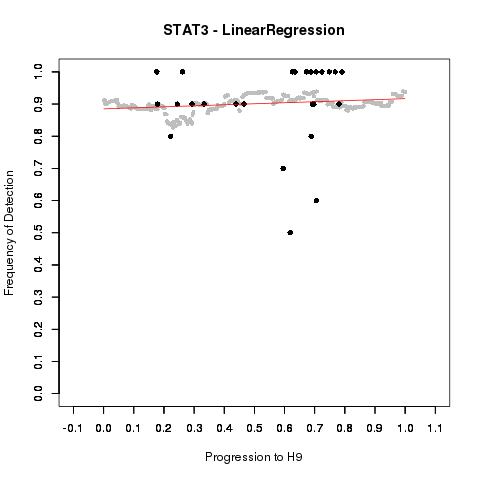 STAT3 - LinearRegression
Frequency of Detection
1.0
0.9
0.8
0.7
0.6
0.5
0.4
0.3
0.2
0.1
0.0
-0.1 0.0 0.1 0.2 0.3 0.4 0.5 0.6 0.7 0.8 0.9 1.0 1.1
Progression to H9